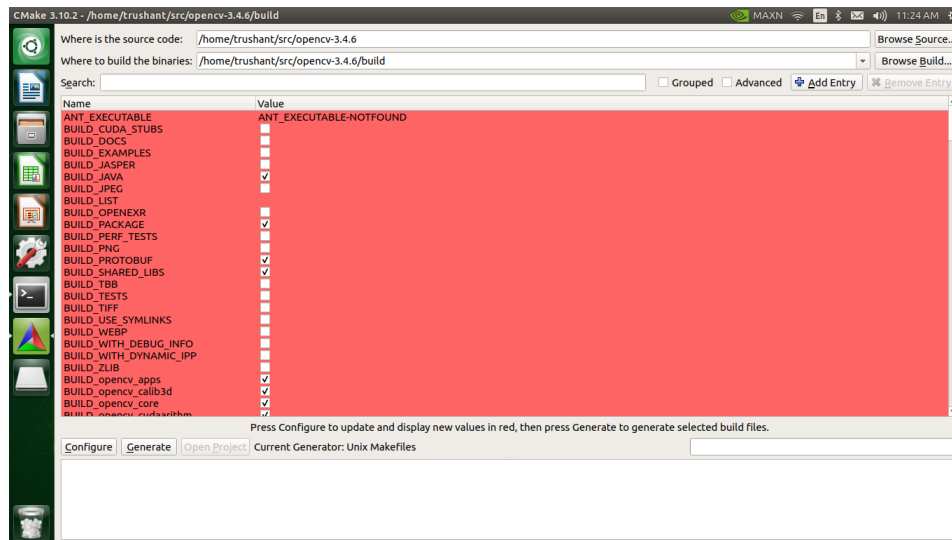 CMake 3.10.2 - /home/trushant/src/opencv-3.4.6/build MAXN En 11:24 AM
Where is the source code: /home/trushant/src/opencv-3.4.6 Browse Source..
Where to build the binaries: /home/trushant/src/opencv-3.4.6/build Browse Build...
Search: Grouped Advanced Add Entry Remove Entry
Name Value
ANT_EXECUTABLE ANT_EXECUTABLE-NOTFOUND
BUILD_CUDA_STUBS
BUILD_DOCS
BUILD_EXAMPLES
BUILD_JASPER
BUILD_JAVA
BUILD_JPEG
BUILD_LIST
BUILD_OPENEXR
BUILD_PACKAGE
BUILD_PERF_TESTS
BUILD_PNG
BUILD_PROTOBUF
BUILD_SHARED_LIBS
BUILD_TBB
BUILD_TESTS
BUILD_TIFF
BUILD_USE_SYMLINKS
BUILD_WEBP
BUILD_WITH_DEBUG_INFO
BUILD_WITH_DYNAMIC_IPP
BUILD_ZLIB
BUILD_opencv_apps
BUILD_opencv_calib3d
BUILD_opencv_core
BUILD_opencv_cudaarithm
Press Configure to update and display new values in red, then press Generate to generate selected build files.
Configure Generate Open Project Current Generator: Unix Makefiles